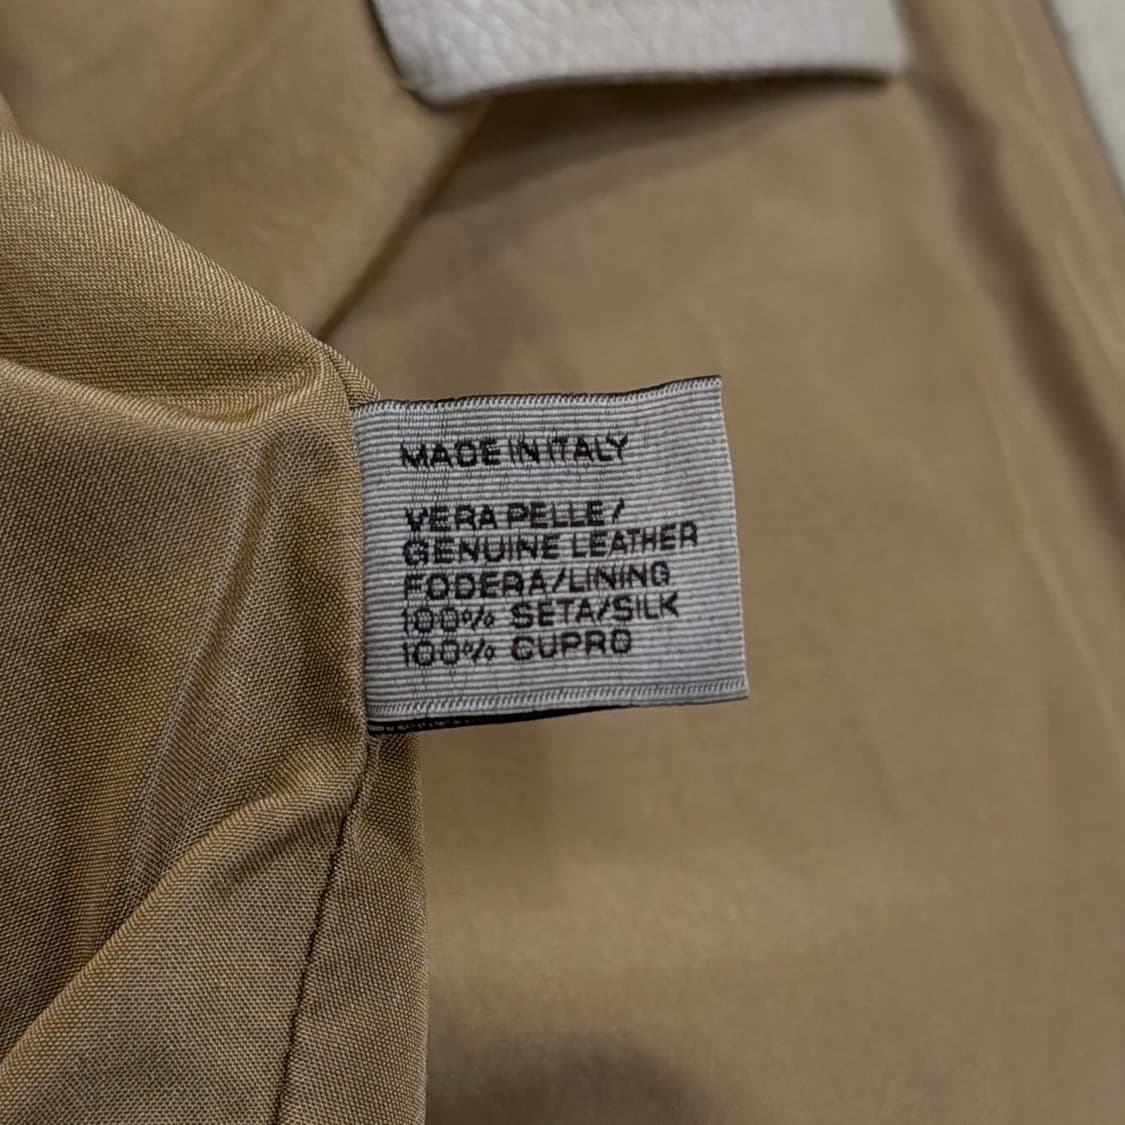 MADE IN ITALY
VERA PELLE/
GENUINE LEATHER
FODERA/LINING
100% SETA/SILK
100% CUPRO